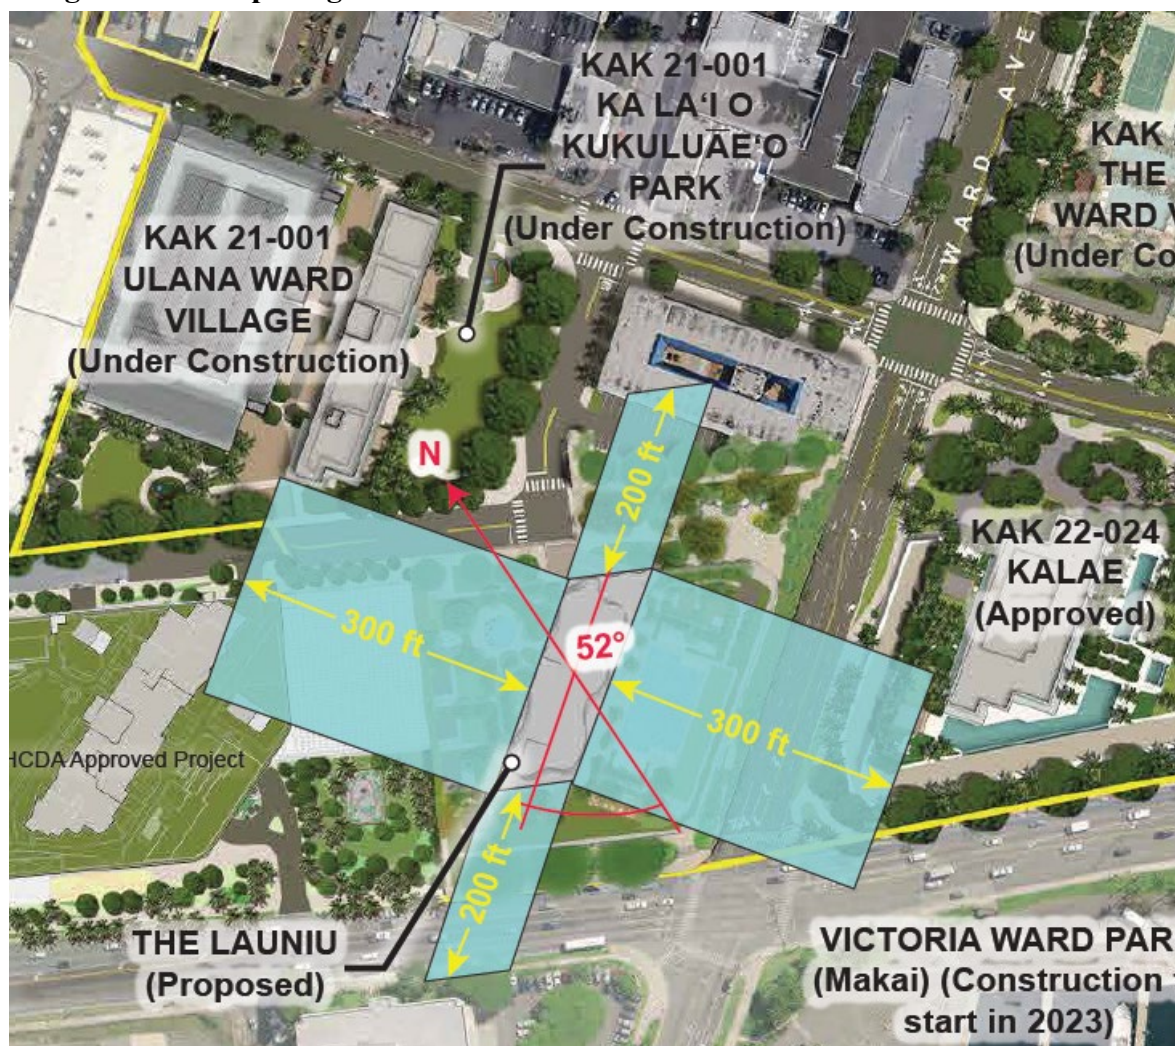 KAK 21-001
KA LAʻI O
KUKULUĀEʻO
PARK
(Under Construction)
WARD AVE
KAK
THE
WARD V
(Under Co
KAK 21-001
ULANA WARD
VILLAGE
(Under Construction)
N
200 ft
KAK 22-024
KALAE
(Approved)
300 ft
52°
300 ft
HCDA Approved Project
200 ft
THE LAUNIU
(Proposed)
VICTORIA WARD PAR
(Makai) (Construction
start in 2023)